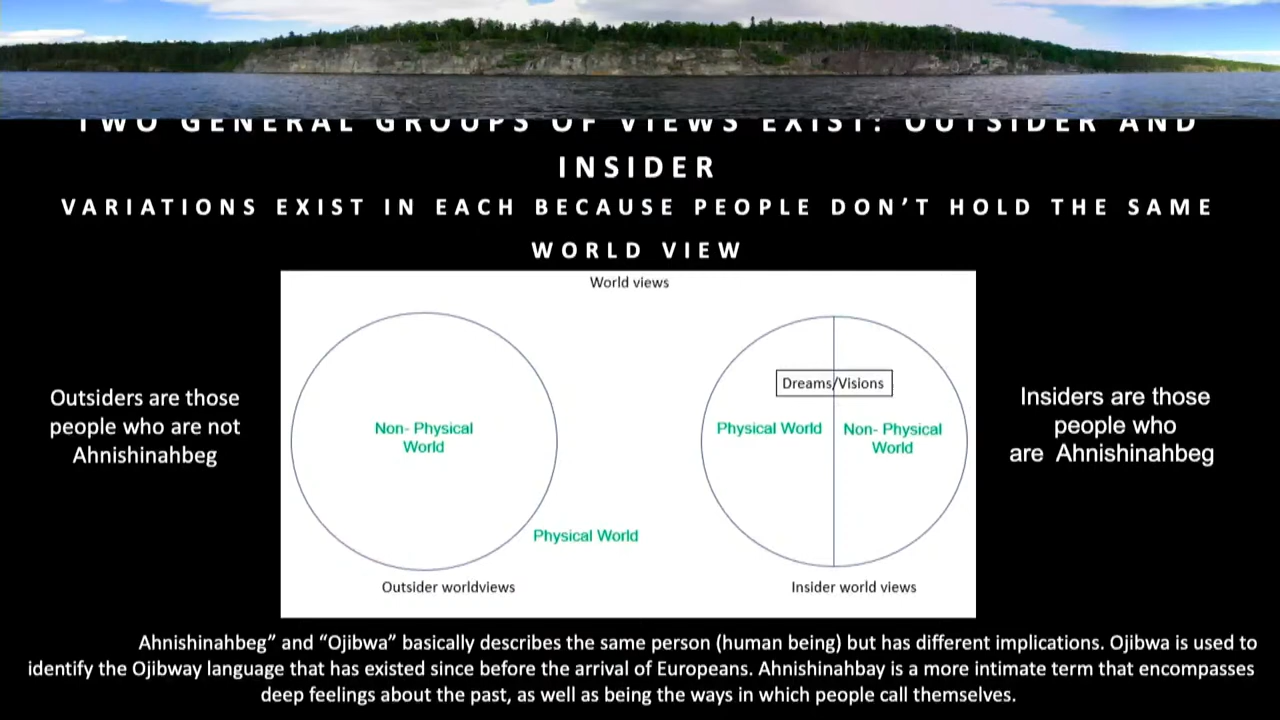 TWO GENERAL GROUPS OF VIEWS EXIST: OUTSIDER AND
INSIDER
VARIATIONS EXIST IN EACH BECAUSE PEOPLE DON’T HOLD THE SAME
WORLD VIEW
World views
Outsiders are those
people who are not
Ahnishinahbeg
Non- Physical
World
Physical World
Outsider worldviews
Dreams/Visions
Physical World
Non- Physical
World
Insider world views
Insiders are those
people who
are Ahnishinahbeg
Ahnishinahbeg” and “Ojibwa” basically describes the same person (human being) but has different implications. Ojibwa is used to
identify the Ojibway language that has existed since before the arrival of Europeans. Ahnishinahbay is a more intimate term that encompasses
deep feelings about the past, as well as being the ways in which people call themselves.